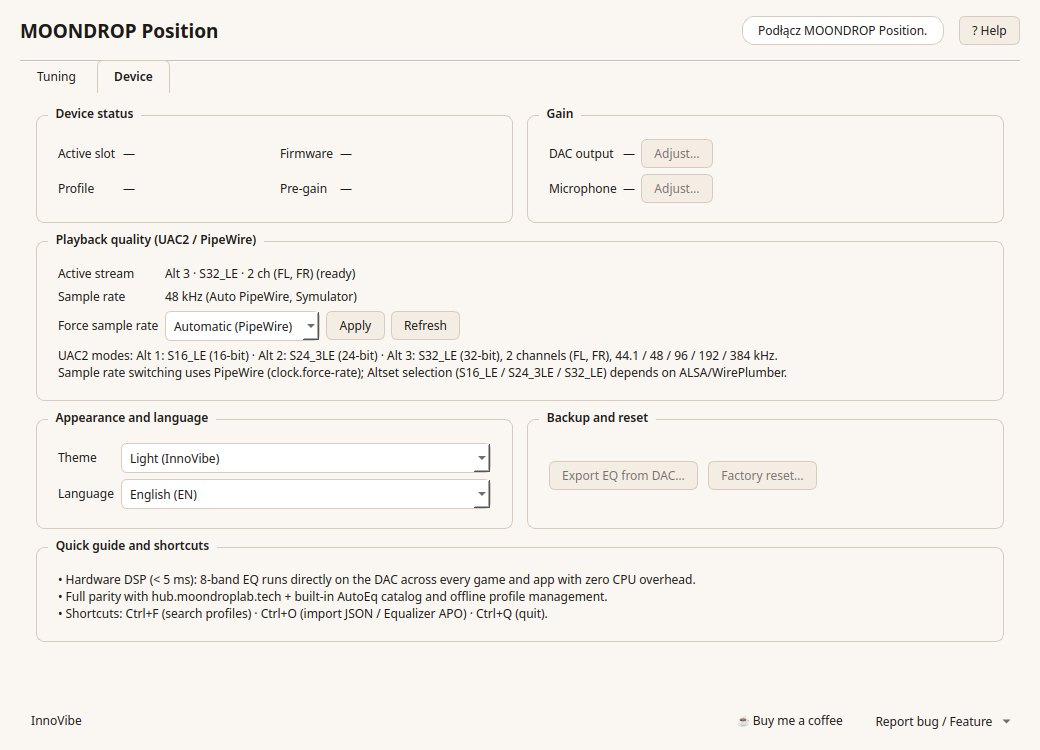 MOONDROP Position
Podłącz MOONDROP Position.
? Help
Tuning
Device
Device status
Active slot —
Firmware —
Profile —
Pre-gain —
Gain
DAC output — Adjust...
Microphone — Adjust...
Playback quality (UAC2 / PipeWire)
Active stream Alt 3 · S32_LE · 2 ch (FL, FR) (ready)
Sample rate 48 kHz (Auto PipeWire, Symulator)
Force sample rate Automatic (PipeWire) Apply Refresh
UAC2 modes: Alt 1: S16_LE (16-bit) · Alt 2: S24_3LE (24-bit) · Alt 3: S32_LE (32-bit), 2 channels (FL, FR), 44.1 / 48 / 96 / 192 / 384 kHz.
Sample rate switching uses PipeWire (clock.force-rate); Altset selection (S16_LE / S24_3LE / S32_LE) depends on ALSA/WirePlumber.
Appearance and language
Theme Light (InnoVibe)
Language English (EN)
Backup and reset
Export EQ from DAC... Factory reset...
Quick guide and shortcuts
• Hardware DSP (< 5 ms): 8-band EQ runs directly on the DAC across every game and app with zero CPU overhead.
• Full parity with hub.moondroplab.tech + built-in AutoEq catalog and offline profile management.
• Shortcuts: Ctrl+F (search profiles) · Ctrl+O (import JSON / Equalizer APO) · Ctrl+Q (quit).
InnoVibe
☕ Buy me a coffee
Report bug / Feature